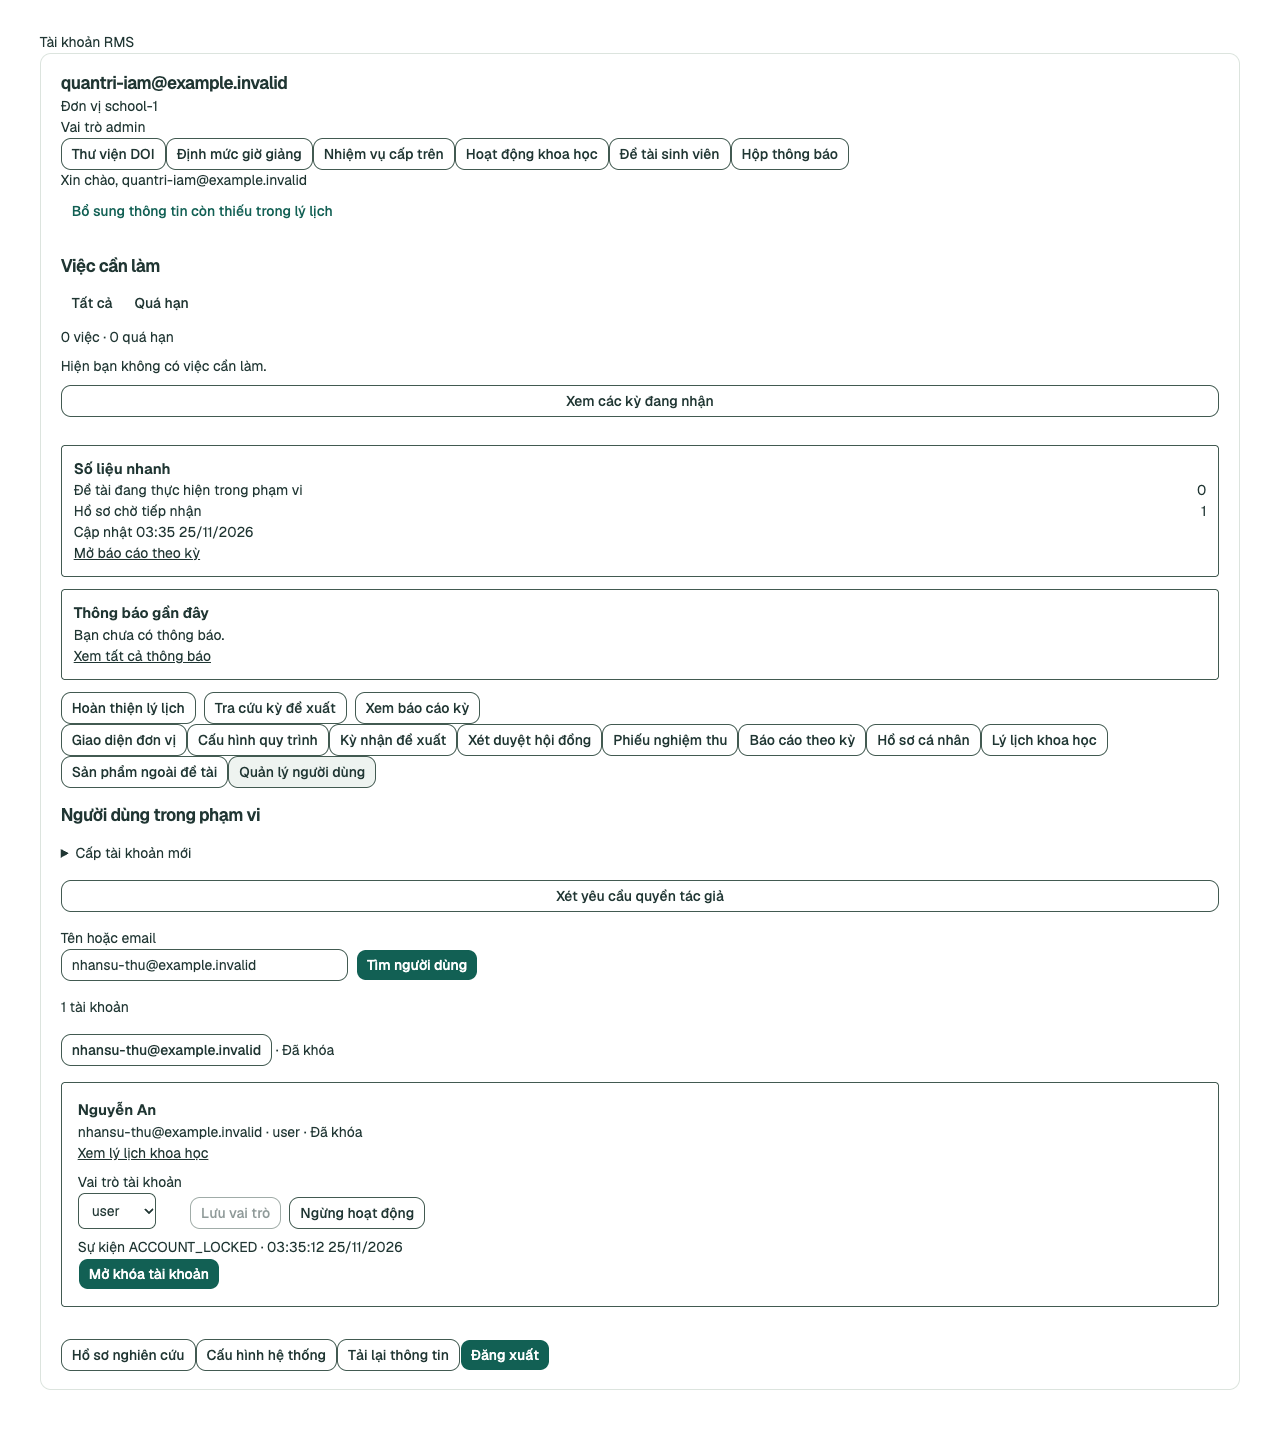 Tài khoản RMS
quantri-iam@example.invalid
Đơn vị school-1
Vai trò admin
Thư viện DOI Định mức giờ giảng Nhiệm vụ cấp trên Hoạt động khoa học Đề tài sinh viên Hộp thông báo
Xin chào, quantri-iam@example.invalid
Bổ sung thông tin còn thiếu trong lý lịch
Việc cần làm
Tất cả Quá hạn
0 việc · 0 quá hạn
Hiện bạn không có việc cần làm.
Xem các kỳ đang nhận
Số liệu nhanh
Đề tài đang thực hiện trong phạm vi 0
Hồ sơ chờ tiếp nhận 1
Cập nhật 03:35 25/11/2026
Mở báo cáo theo kỳ
Thông báo gần đây
Bạn chưa có thông báo.
Xem tất cả thông báo
Hoàn thiện lý lịch Tra cứu kỳ đề xuất Xem báo cáo kỳ
Giao diện đơn vị Cấu hình quy trình Kỳ nhận đề xuất Xét duyệt hội đồng Phiếu nghiệm thu Báo cáo theo kỳ Hồ sơ cá nhân Lý lịch khoa học
Sản phẩm ngoài đề tài Quản lý người dùng
Người dùng trong phạm vi
▶ Cấp tài khoản mới
Xét yêu cầu quyền tác giả
Tên hoặc email
nhansu-thu@example.invalid Tìm người dùng
1 tài khoản
nhansu-thu@example.invalid · Đã khóa
Nguyễn An
nhansu-thu@example.invalid · user · Đã khóa
Xem lý lịch khoa học
Vai trò tài khoản
user Lưu vai trò Ngừng hoạt động
Sự kiện ACCOUNT_LOCKED · 03:35:12 25/11/2026
Mở khóa tài khoản
Hồ sơ nghiên cứu Cấu hình hệ thống Tải lại thông tin Đăng xuất